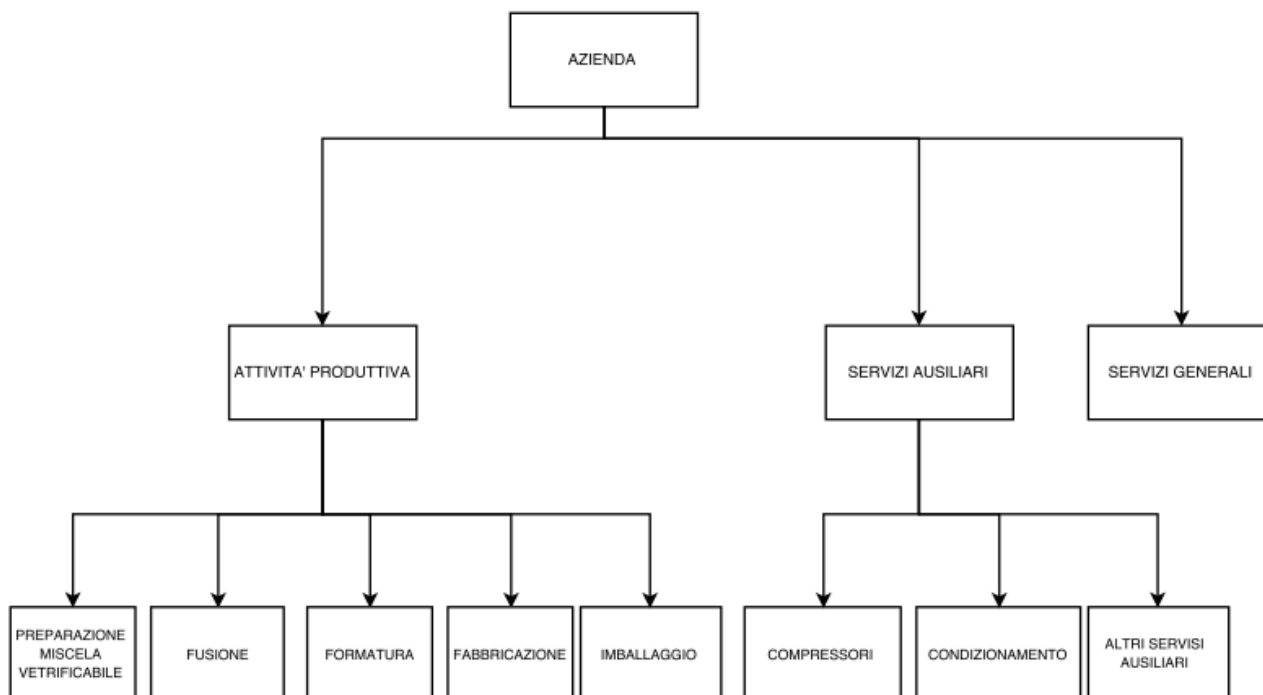 AZIENDA
ATTIVITA' PRODUTTIVA
SERVIZI AUSILIARI
SERVIZI GENERALI
PREPARAZIONE
MISCELA
VETRIFICABILE
FUSIONE
FORMATURA
FABBRICAZIONE
IMBALLAGGIO
COMPRESSORI
CONDIZIONAMENTO
ALTRI SERVISI
AUSILIARI